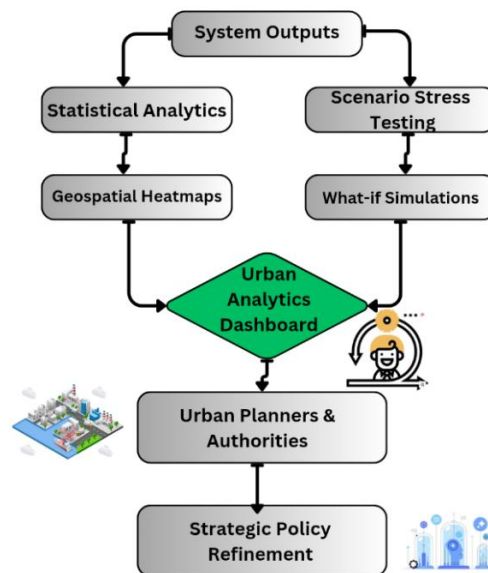 System Outputs
Statistical Analytics
Scenario Stress
Testing
Geospatial Heatmaps
What-if Simulations
Urban
Analytics
Dashboard
Urban Planners &
Authorities
Strategic Policy
Refinement